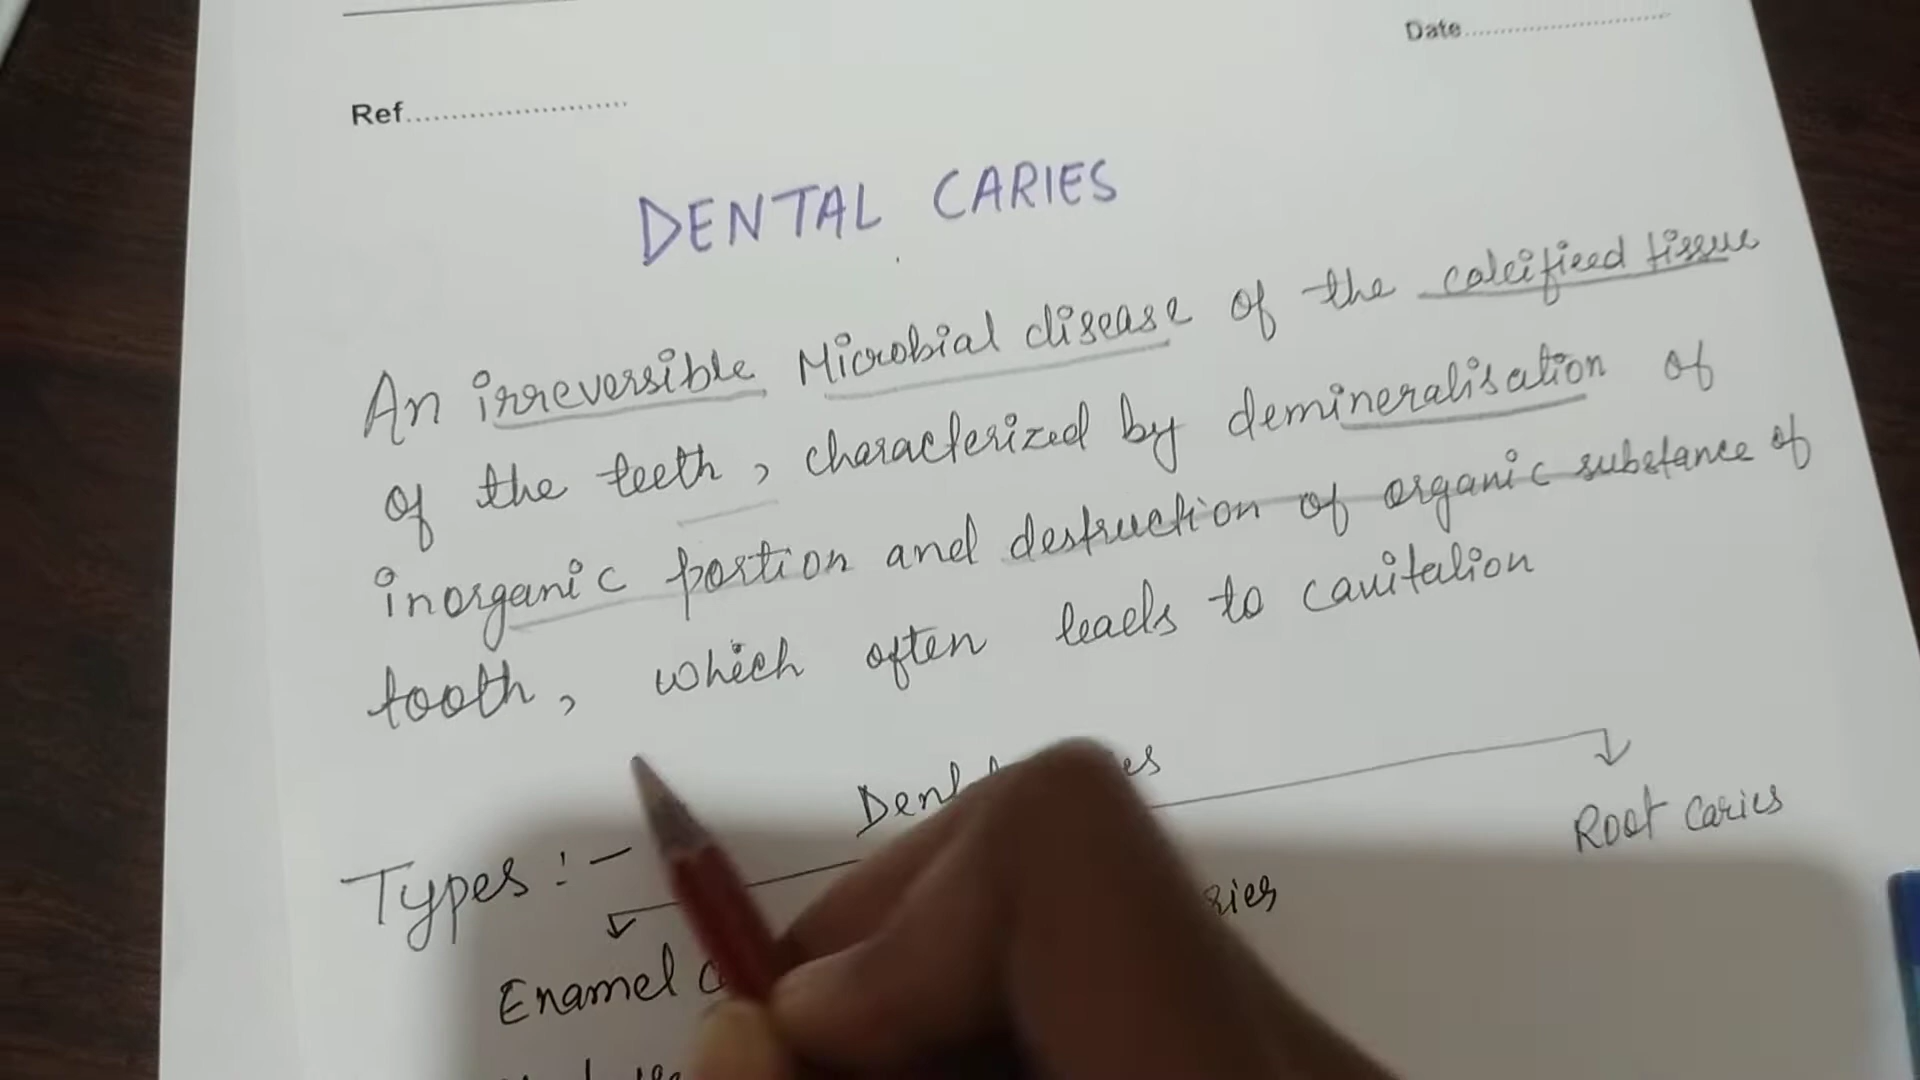 Date
Ref
DENTAL CARIES
An irreversible Microbial disease of the calcified tissue
of the teeth, characterized by demineralisation of
inorganic portion and destruction of organic substance of
tooth, which often leads to cavitation
Types :-
Root Caries
Enamel